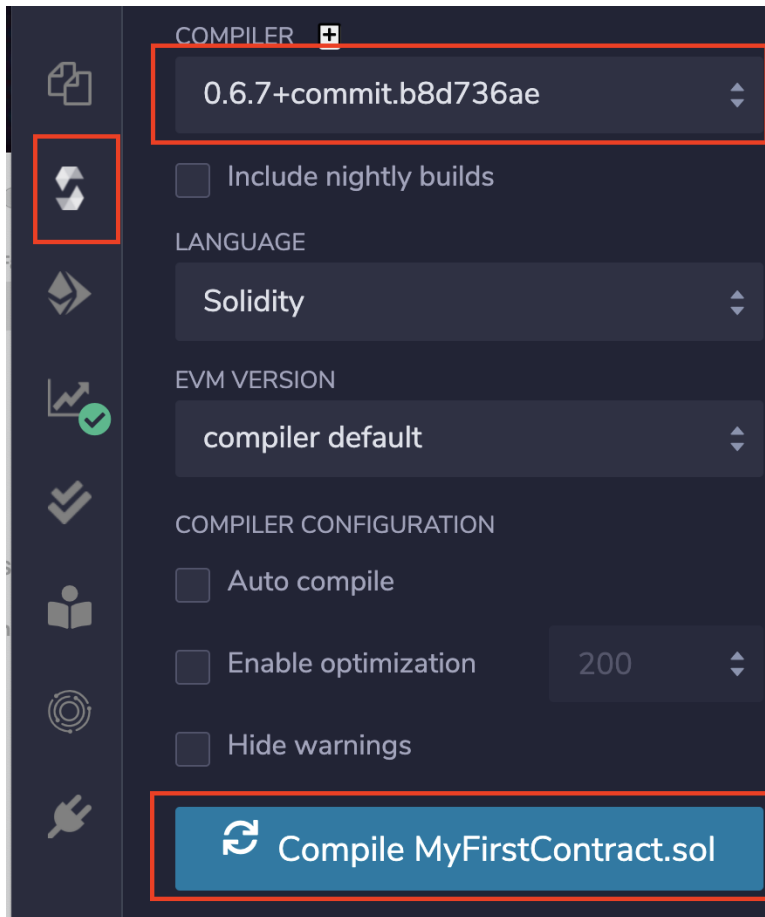 COMPILER
0.6.7+commit.b8d736ae
Include nightly builds
LANGUAGE
Solidity
EVM VERSION
compiler default
COMPILER CONFIGURATION
Auto compile
Enable optimization 200
Hide warnings
Compile MyFirstContract.sol